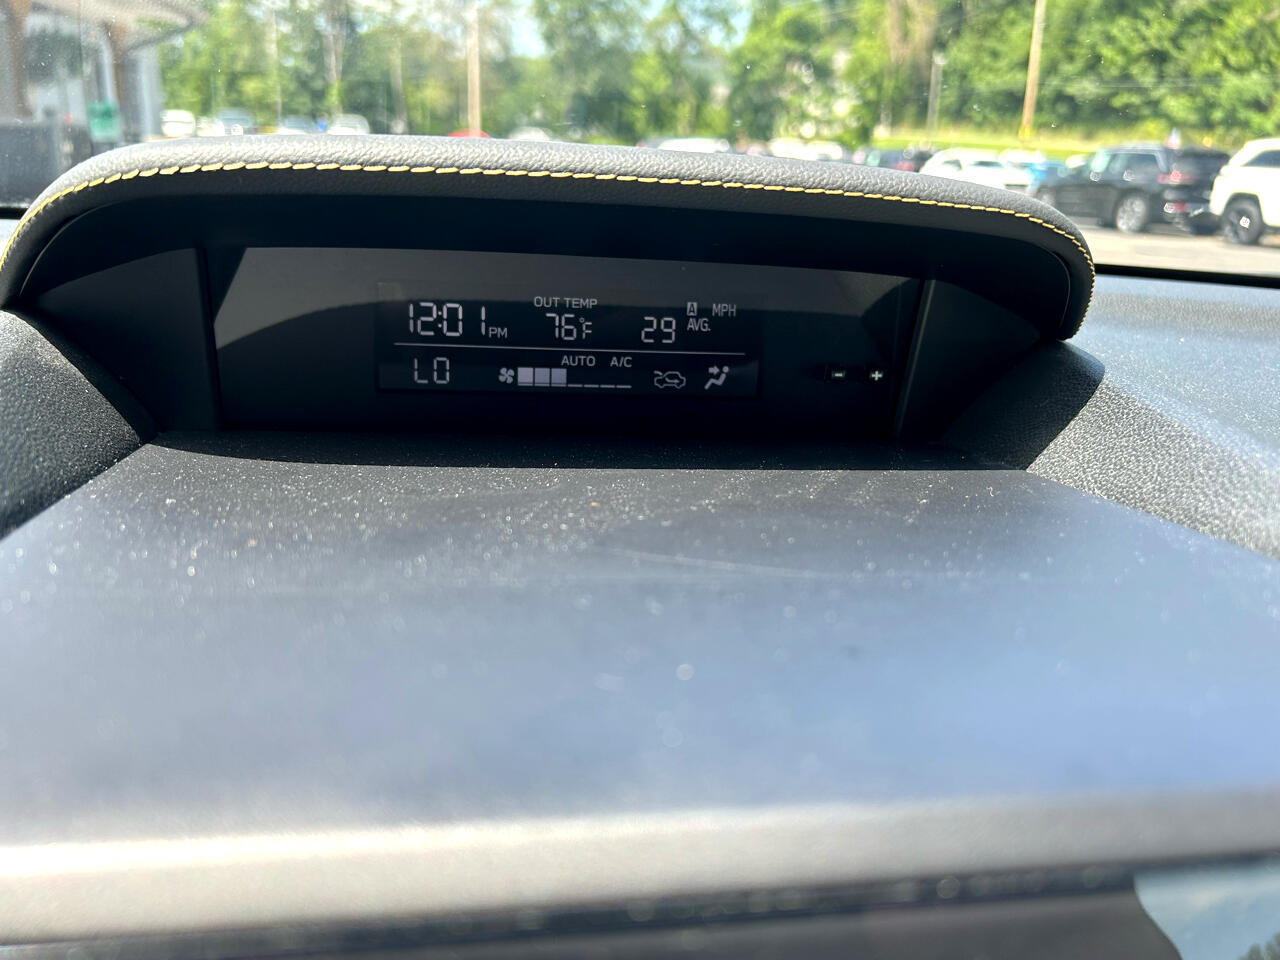 OUT TEMP
12:01 PM 76°F 29 A MPH
AVG.
AUTO A/C
LO
- +